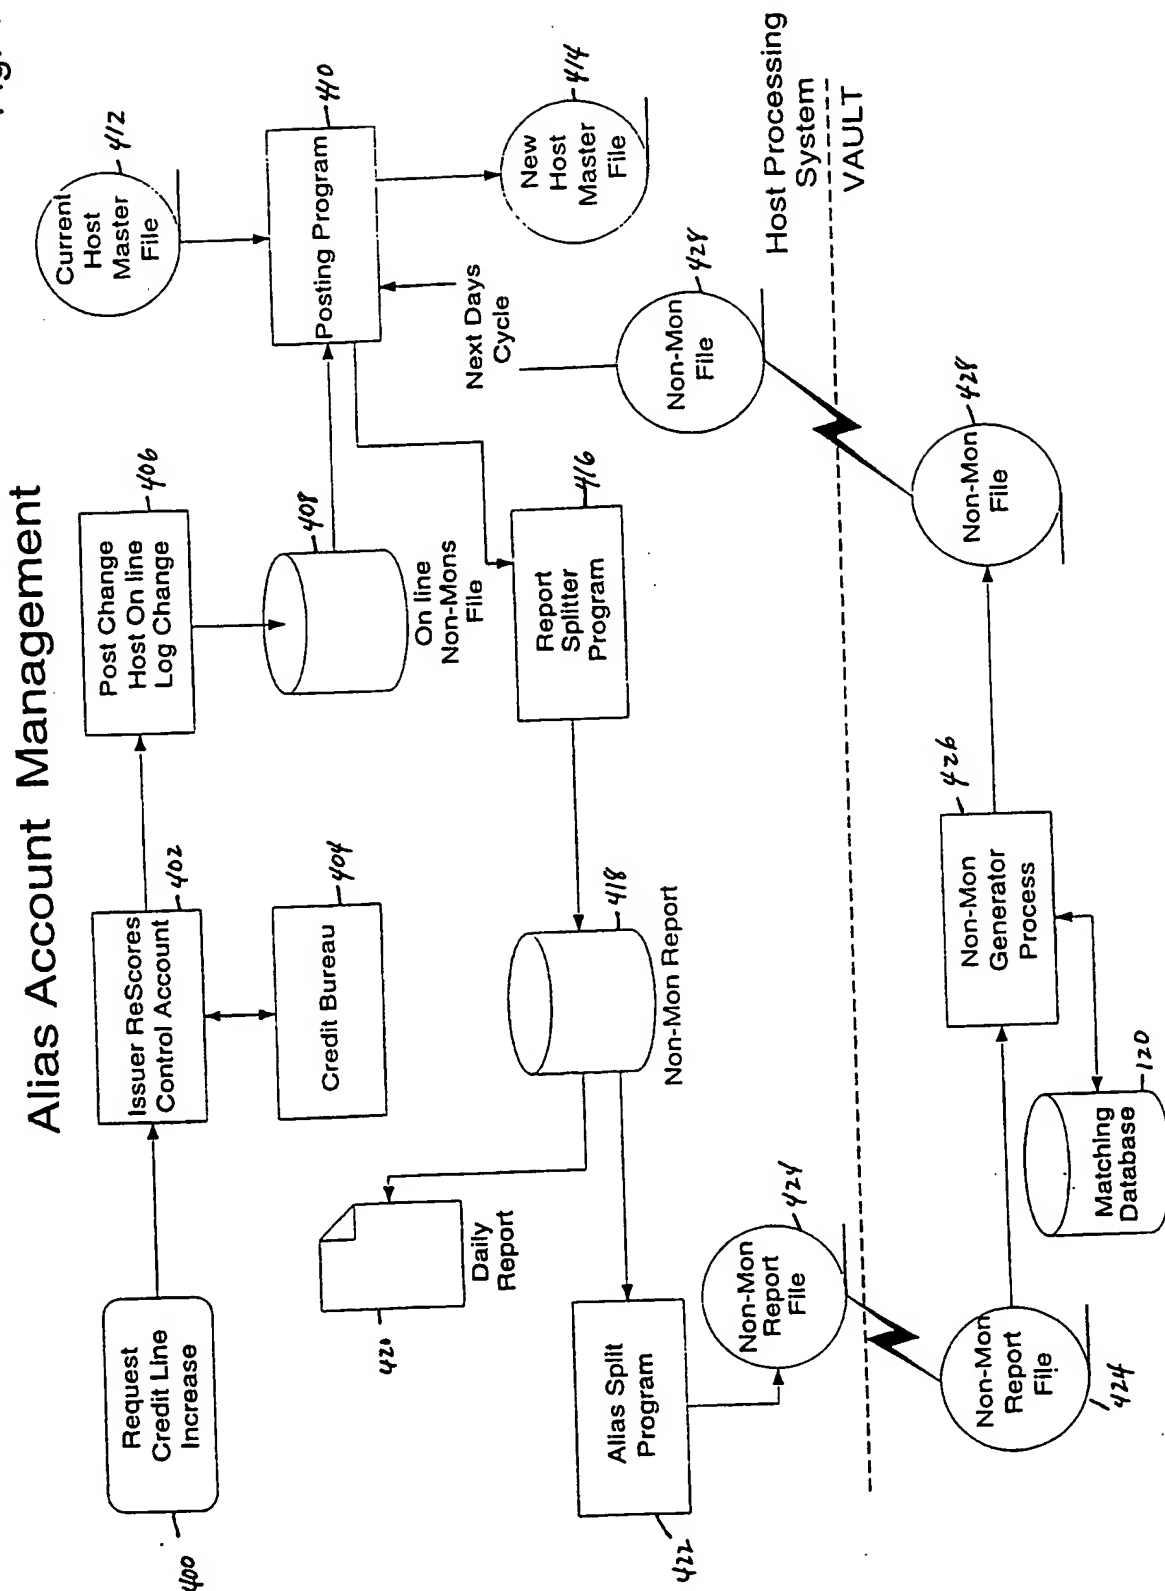 Fig.
Alias Account Management
Request
Credit Line
Increase
400
Issuer ReScores
Control Account
402
Credit Bureau
404
Post Change
Host On line
Log Change
406
408
On line
Non-Mons
File
Current
Host
Master
File
412
Posting Program
410
New
Host
Master
File
414
Next Days
Cycle
Report
Splitter
Program
416
418
Non-Mon Report
Daily
Report
420
Alias Split
Program
422
Non-Mon
Report
File
424
Non-Mon
File
428
Host Processing
System
VAULT
Non-Mon
Report
File
424
Matching
Database
120
Non-Mon
Generator
Process
426
Non-Mon
File
428